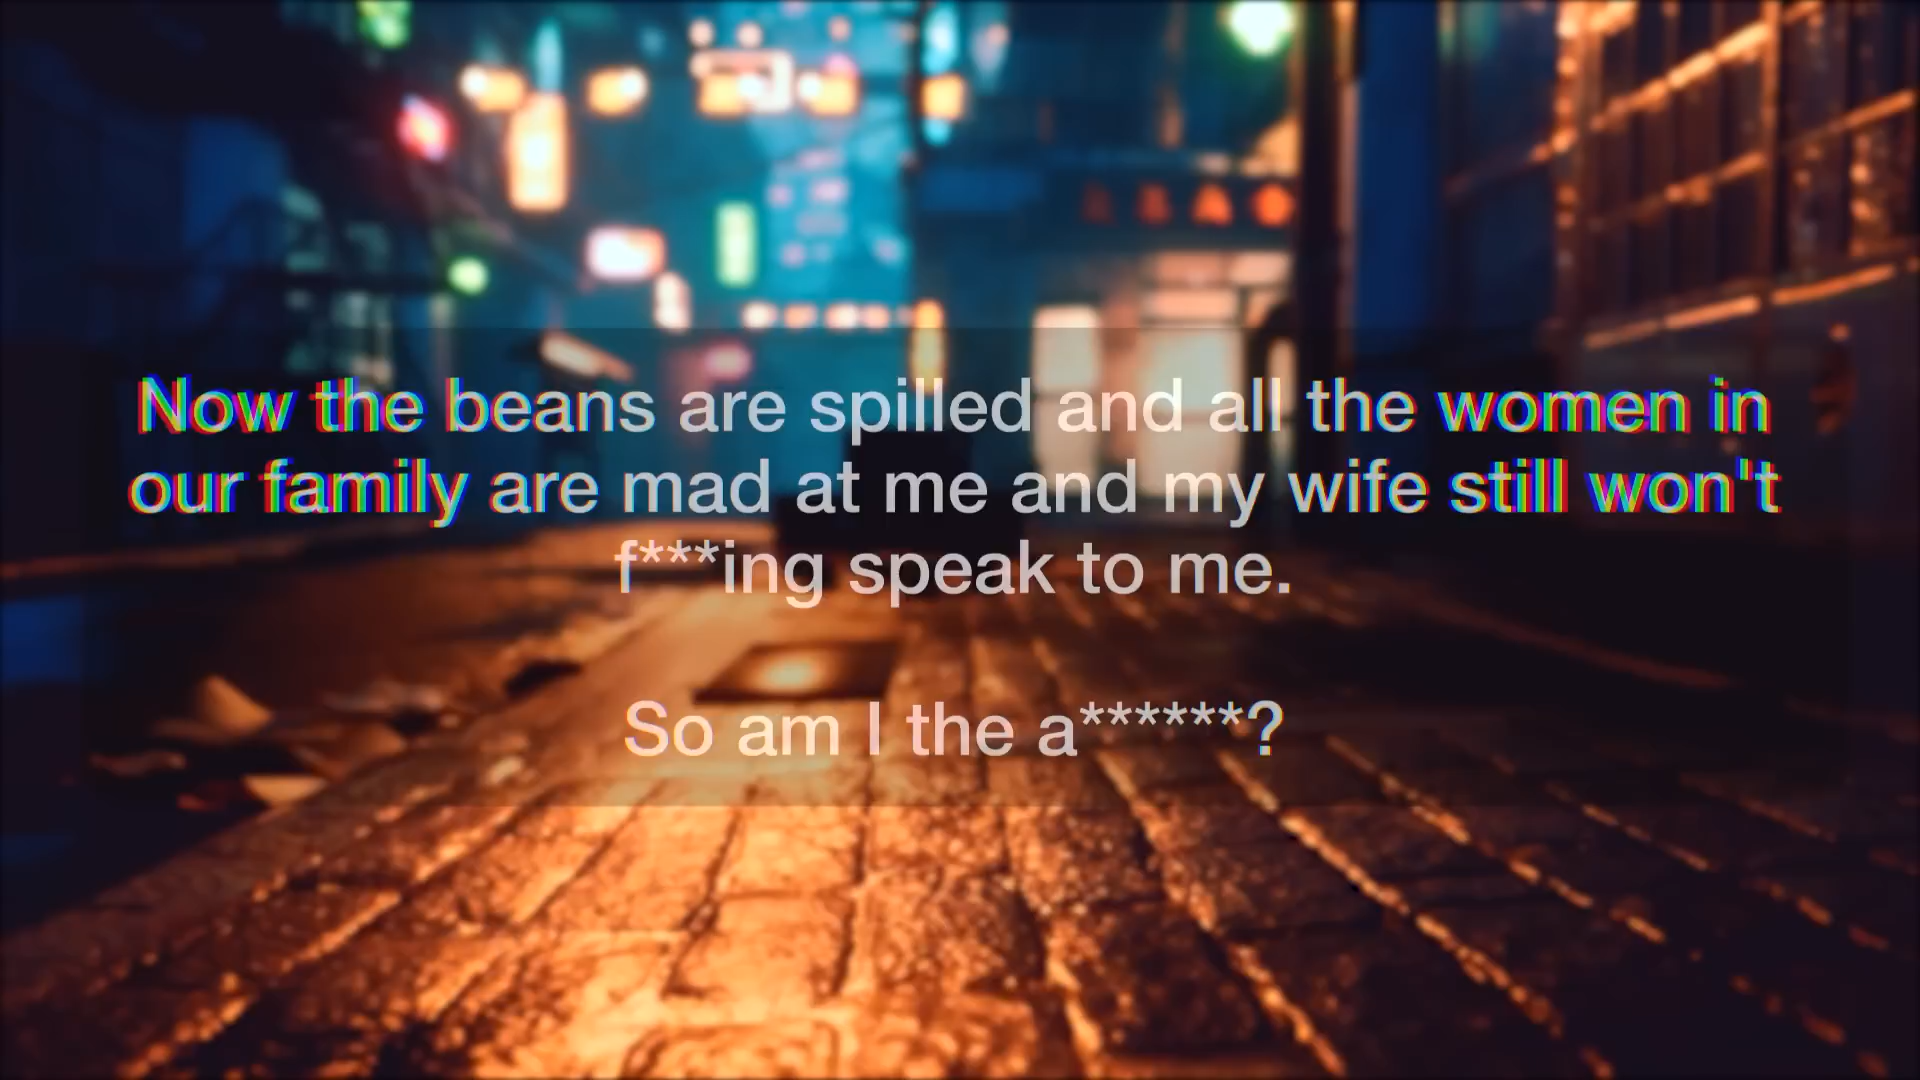 Now the beans are spilled and all the women in
our family are mad at me and my wife still won't
f***ing speak to me.
So am I the a******?